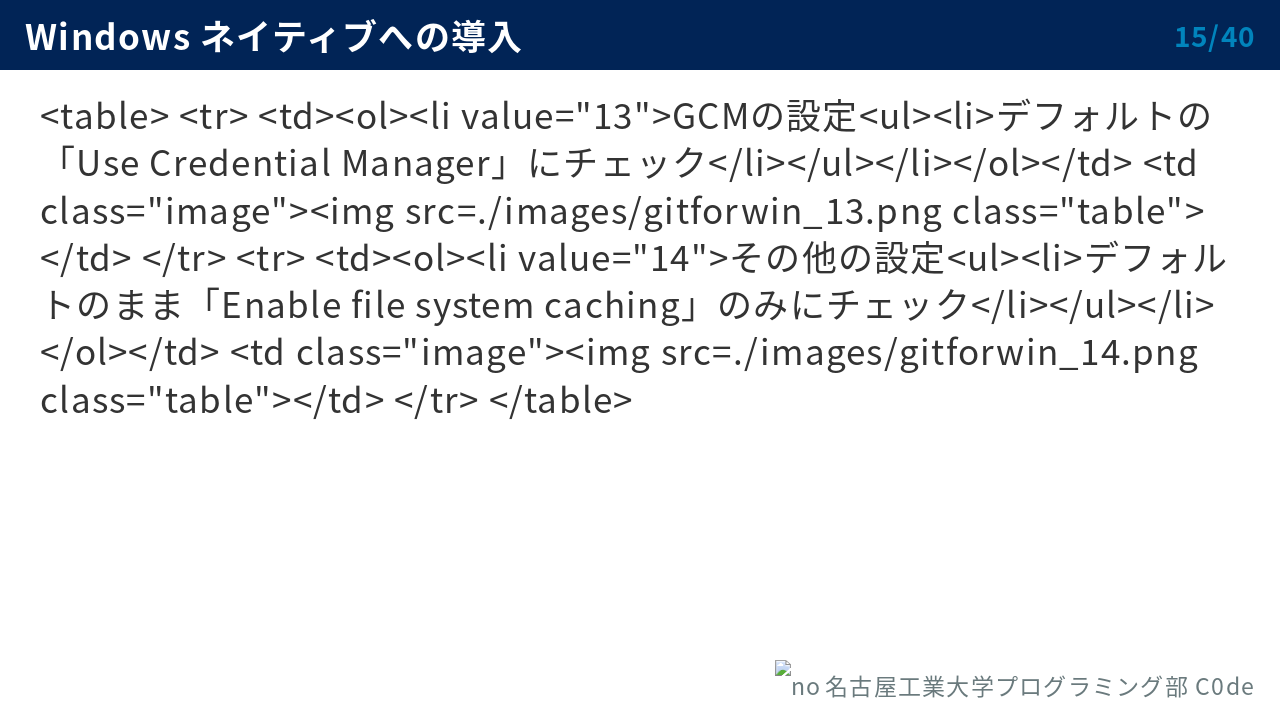 Windows ネイティブへの導入
15/40
<table> <tr> <td><ol><li value="13">GCMの設定<ul><li>デフォルトの
「Use Credential Manager」にチェック</li></ul></li></ol></td> <td
class="image"><img src=./images/gitforwin_13.png class="table">
</td> </tr> <tr> <td><ol><li value="14">その他の設定<ul><li>デフォル
トのまま「Enable file system caching」のみにチェック</li></ul></li>
</ol></td> <td class="image"><img src=./images/gitforwin_14.png
class="table"></td> </tr> </table>
no 名古屋工業大学プログラミング部 C0de